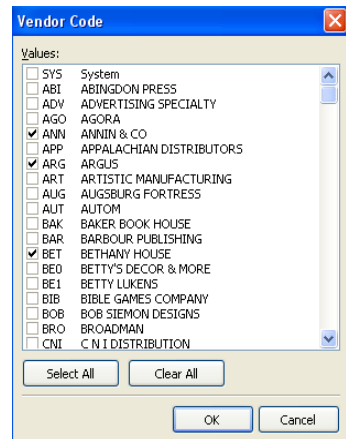 Vendor Code
Values:
SYS System
ABI ABINGDON PRESS
ADV ADVERTISING SPECIALTY
AGO AGORA
ANN ANNIN & CO
APP APPALACHIAN DISTRIBUTORS
ARG ARGUS
ART ARTISTIC MANUFACTURING
AUG AUGSBURG FORTRESS
AUT AUTOM
BAK BAKER BOOK HOUSE
BAR BARBOUR PUBLISHING
BET BETHANY HOUSE
BE0 BETTY'S DECOR & MORE
BE1 BETTY LUKENS
BIB BIBLE GAMES COMPANY
BOB BOB SIEMON DESIGNS
BRO BROADMAN
CNI C N I DISTRIBUTION
Select All Clear All
OK Cancel